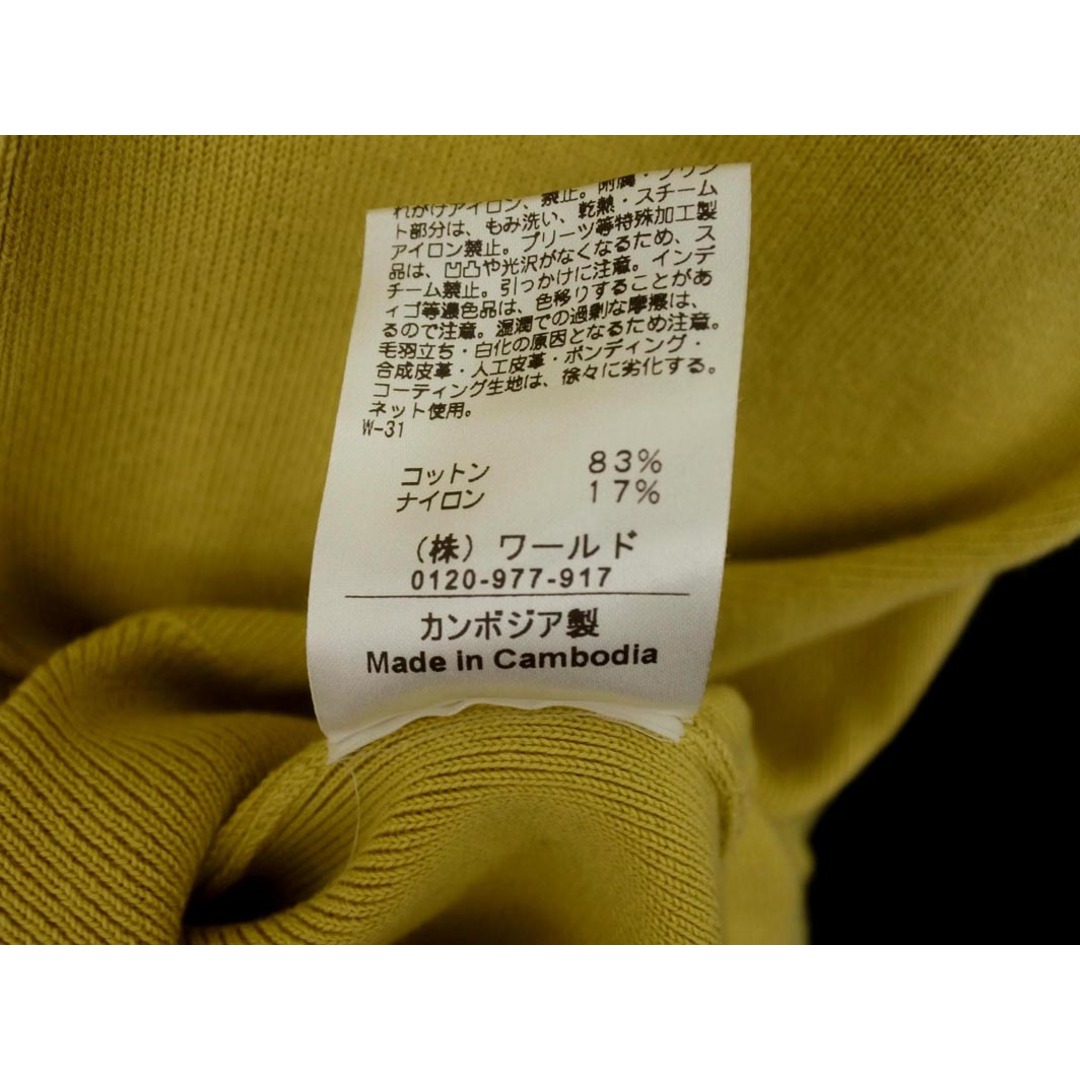 禁止。附属・プリン
れがけアイロン、禁止。
ト部分は、もみ洗い、乾熱・スチーム
アイロン禁止。プリーツ等特殊加工製
品は、凹凸や光沢がなくなるため、ス
チーム禁止。引っかけに注意。インデ
ィゴ等濃色品は、色移りすることがあ
るので注意。湿潤での過剰な摩擦は、
毛羽立ち・白化の原因となるため注意。
合成皮革・人工皮革・ボンディング・
コーティング生地は、徐々に劣化する。
ネット使用。
W-31
コットン 83%
ナイロン 17%
(株)ワールド
0120-977-917
カンボジア製
Made in Cambodia